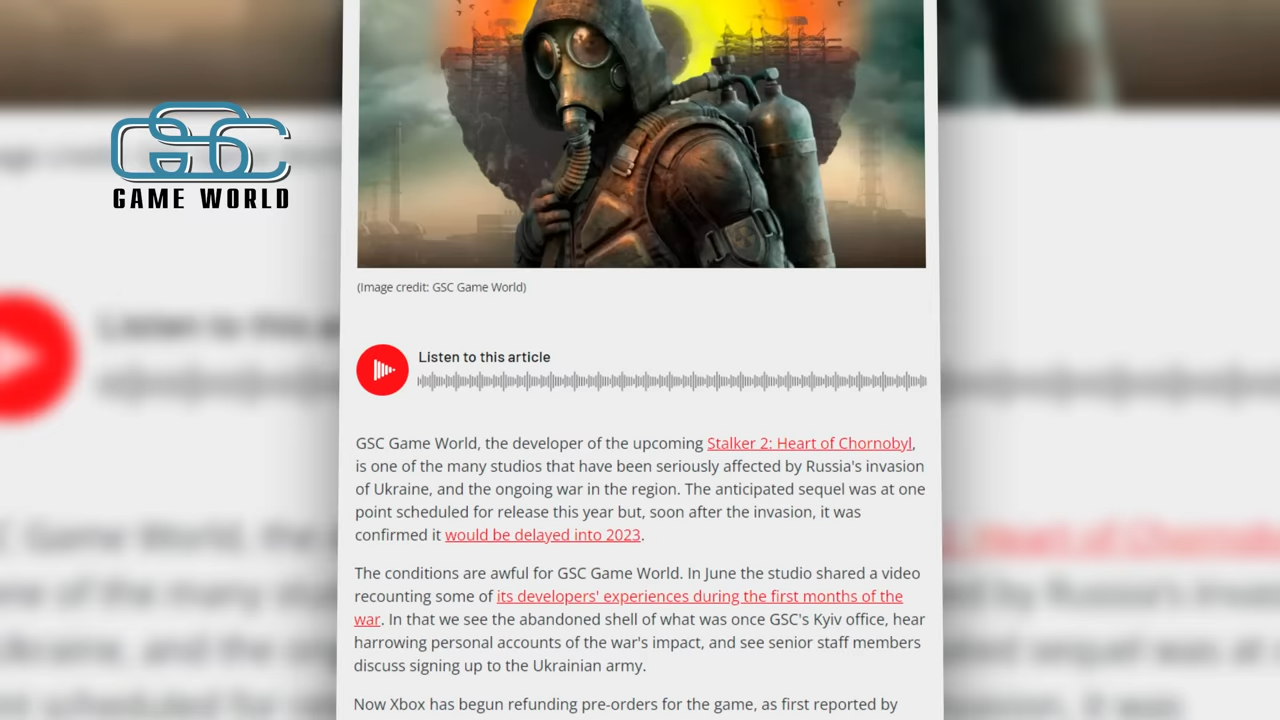 GSC
GAME WORLD
(Image credit: GSC Game World)
Listen to this article
GSC Game World, the developer of the upcoming Stalker 2: Heart of Chornobyl,
is one of the many studios that have been seriously affected by Russia's invasion
of Ukraine, and the ongoing war in the region. The anticipated sequel was at one
point scheduled for release this year but, soon after the invasion, it was
confirmed it would be delayed into 2023.
The conditions are awful for GSC Game World. In June the studio shared a video
recounting some of its developers' experiences during the first months of the
war. In that we see the abandoned shell of what was once GSC's Kyiv office, hear
harrowing personal accounts of the war's impact, and see senior staff members
discuss signing up to the Ukrainian army.
Now Xbox has begun refunding pre-orders for the game, as first reported by